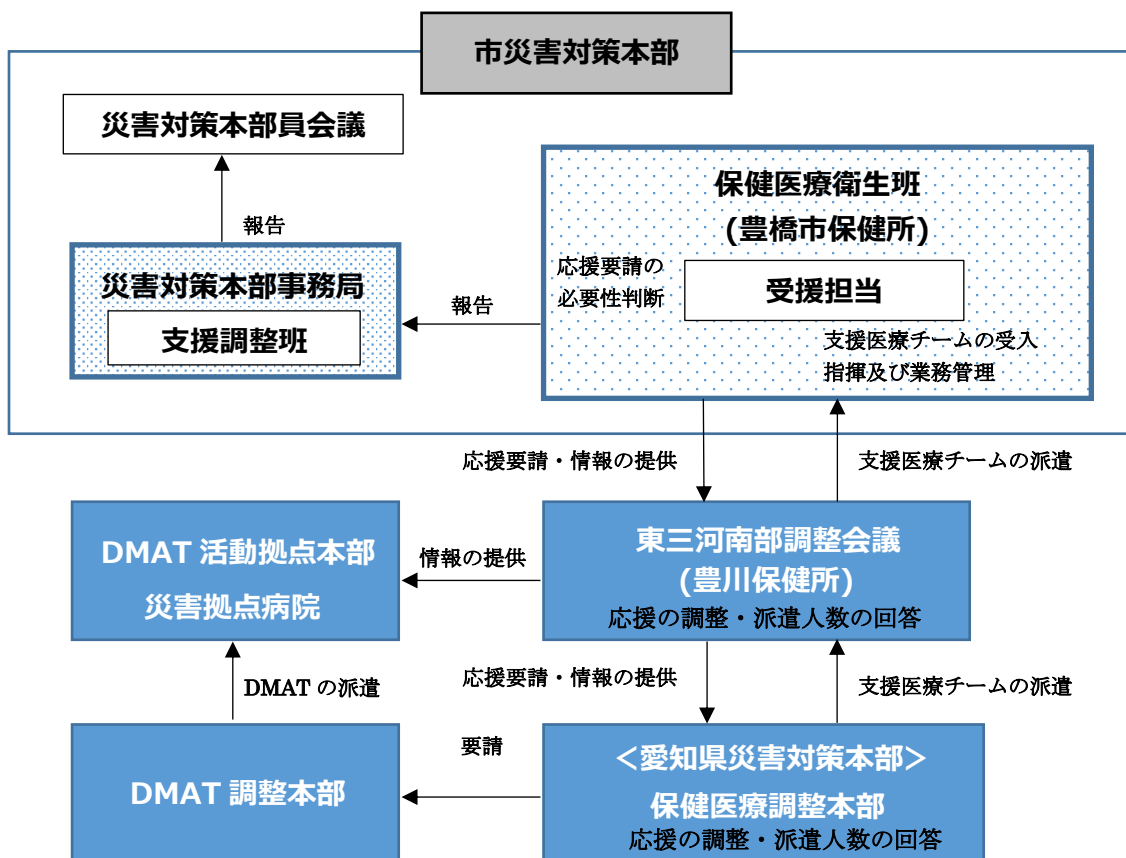 市災害対策本部
災害対策本部員会議
報告
災害対策本部事務局
支援調整班
報告
保健医療衛生班
(豊橋市保健所)
応援要請の
必要性判断
受援担当
支援医療チームの受入
指揮及び業務管理
応援要請・情報の提供
支援医療チームの派遣
DMAT 活動拠点本部
災害拠点病院
情報の提供
東三河南部調整会議
(豊川保健所)
応援の調整・派遣人数の回答
DMAT の派遣
応援要請・情報の提供
支援医療チームの派遣
DMAT 調整本部
要請
＜愛知県災害対策本部＞
保健医療調整本部
応援の調整・派遣人数の回答